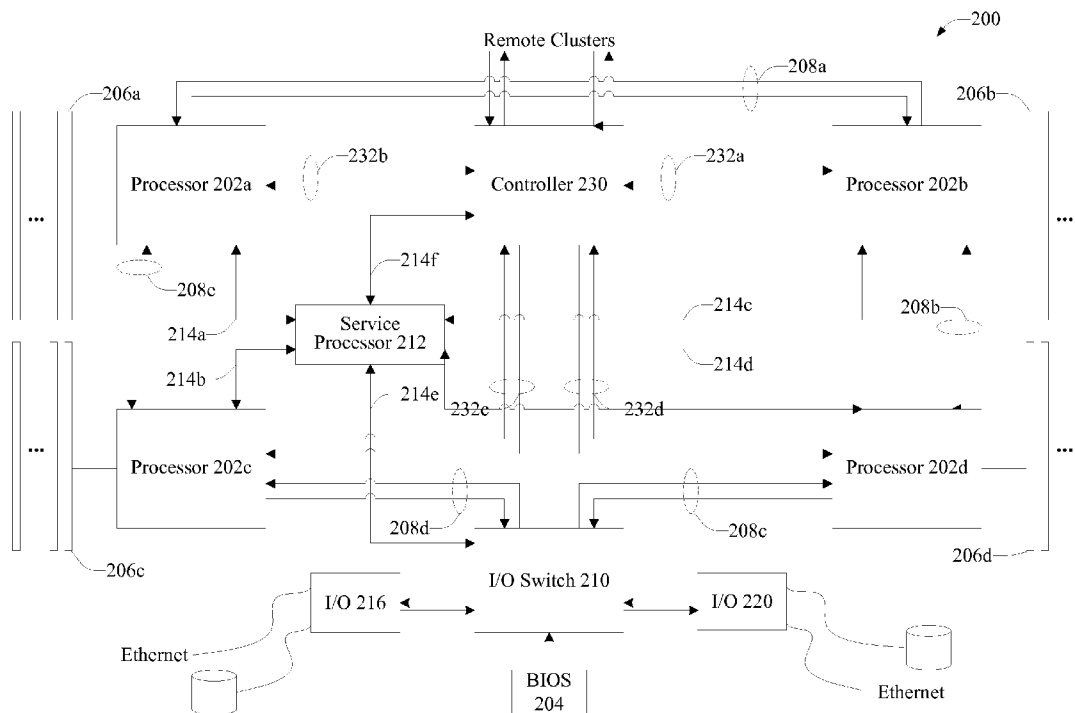 200
Remote Clusters
208a
206a
206b
232b
232a
Processor 202a
Controller 230
Processor 202b
...
...
214f
208e
214c
208b
214a
Service
Processor 212
214d
214b
214e
232c
232d
...
...
Processor 202c
Processor 202d
208d
208c
206c
206d
I/O Switch 210
I/O 216
I/O 220
Ethernet
BIOS
204
Ethernet